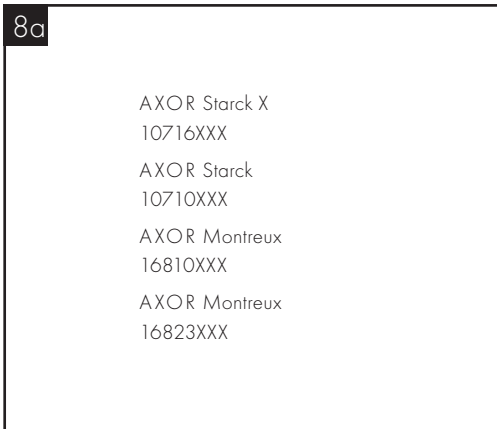 8a
AXOR Starck X
10716XXX
AXOR Starck
10710XXX
AXOR Montreux
16810XXX
AXOR Montreux
16823XXX